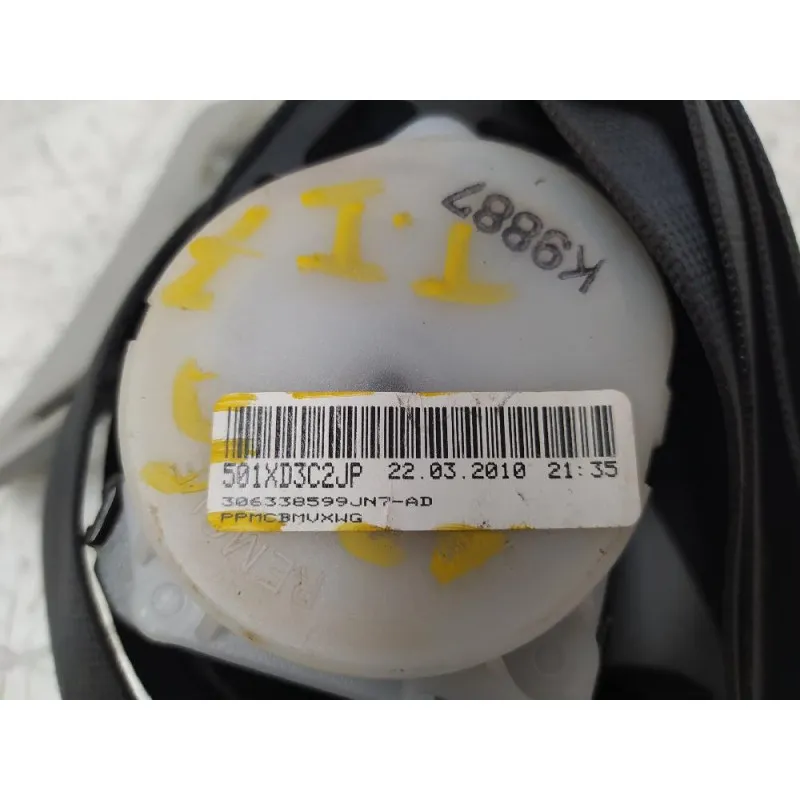 K9887
501XD3C2JP 22.03.2010 21:35
306338599JN7-AD
PPMCBMVXWG